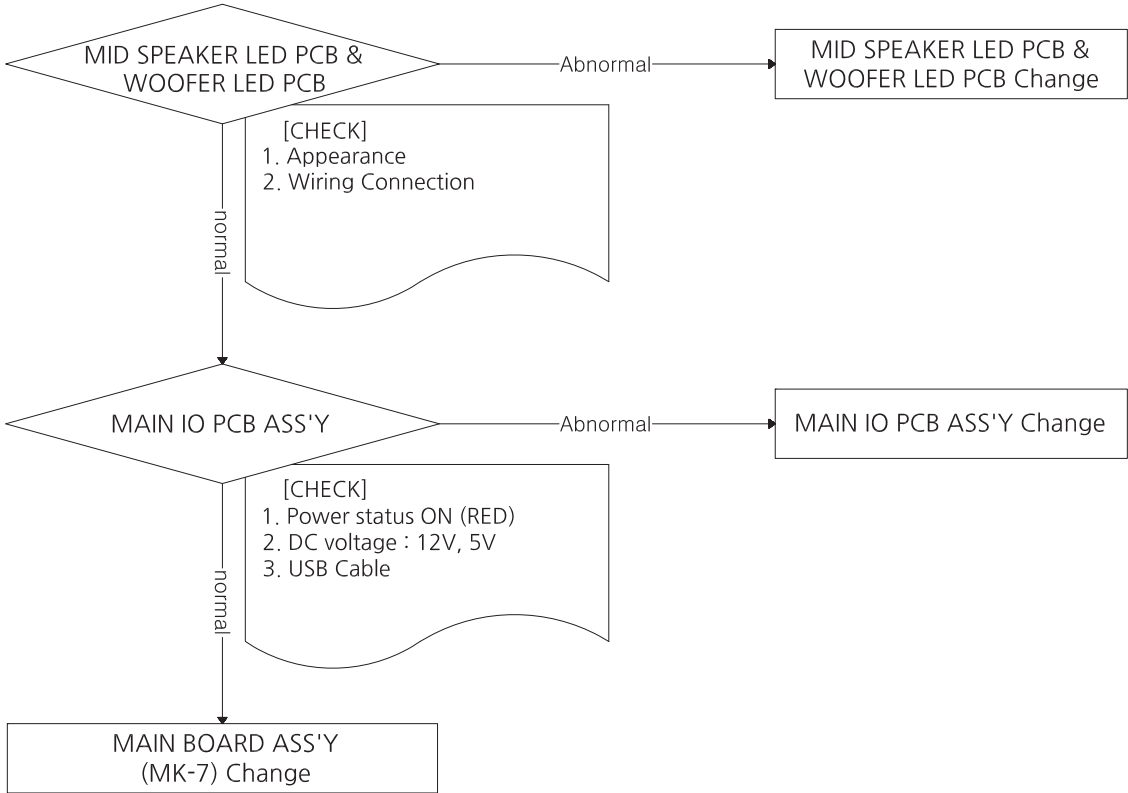 MID SPEAKER LED PCB &
WOOFER LED PCB
Abnormal
MID SPEAKER LED PCB &
WOOFER LED PCB Change
[CHECK]
1. Appearance
2. Wiring Connection
normal
MAIN IO PCB ASS'Y
Abnormal
MAIN IO PCB ASS'Y Change
[CHECK]
1. Power status ON (RED)
2. DC voltage : 12V, 5V
3. USB Cable
normal
MAIN BOARD ASS'Y
(MK-7) Change